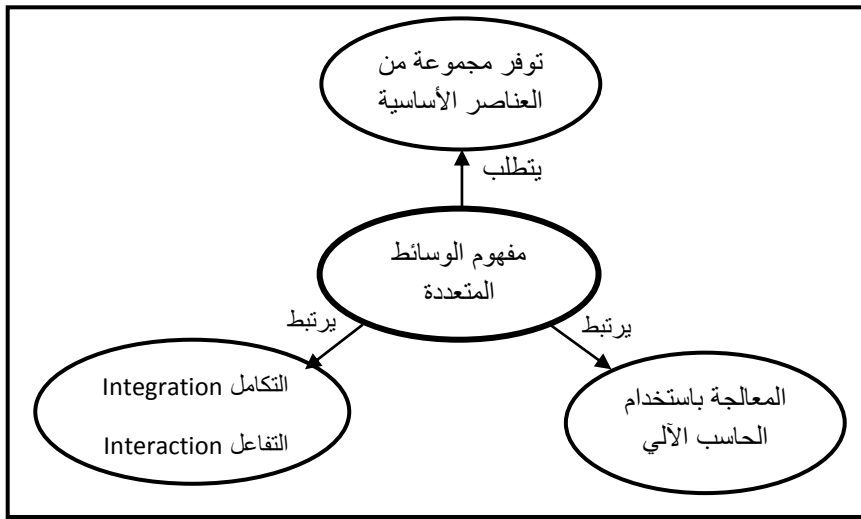 توفر مجموعة من
العناصر الأساسية
يتطلب
مفهوم الوسائط
المتعددة
يرتبط
يرتبط
المعالجة باستخدام
الحاسب الآلي
التكامل Integration
التفاعل Interaction